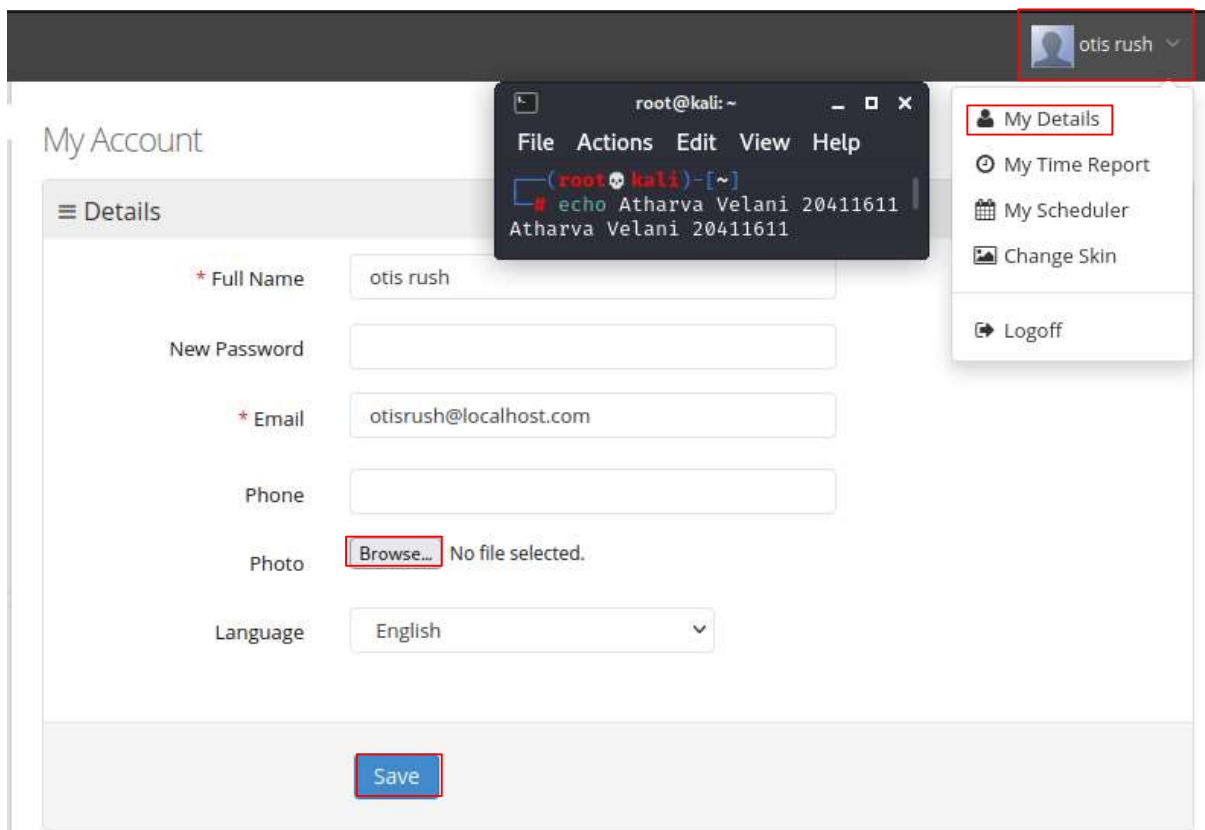 otis rush
root@kali: ~
My Details
File Actions Edit View Help
My Account
My Time Report
(root💀kali)-[~]
# echo Atharva Velani 20411611
Atharva Velani 20411611
My Scheduler
Details
Change Skin
* Full Name otis rush
Logoff
New Password
* Email otisrush@localhost.com
Phone
Photo Browse... No file selected.
Language English
Save